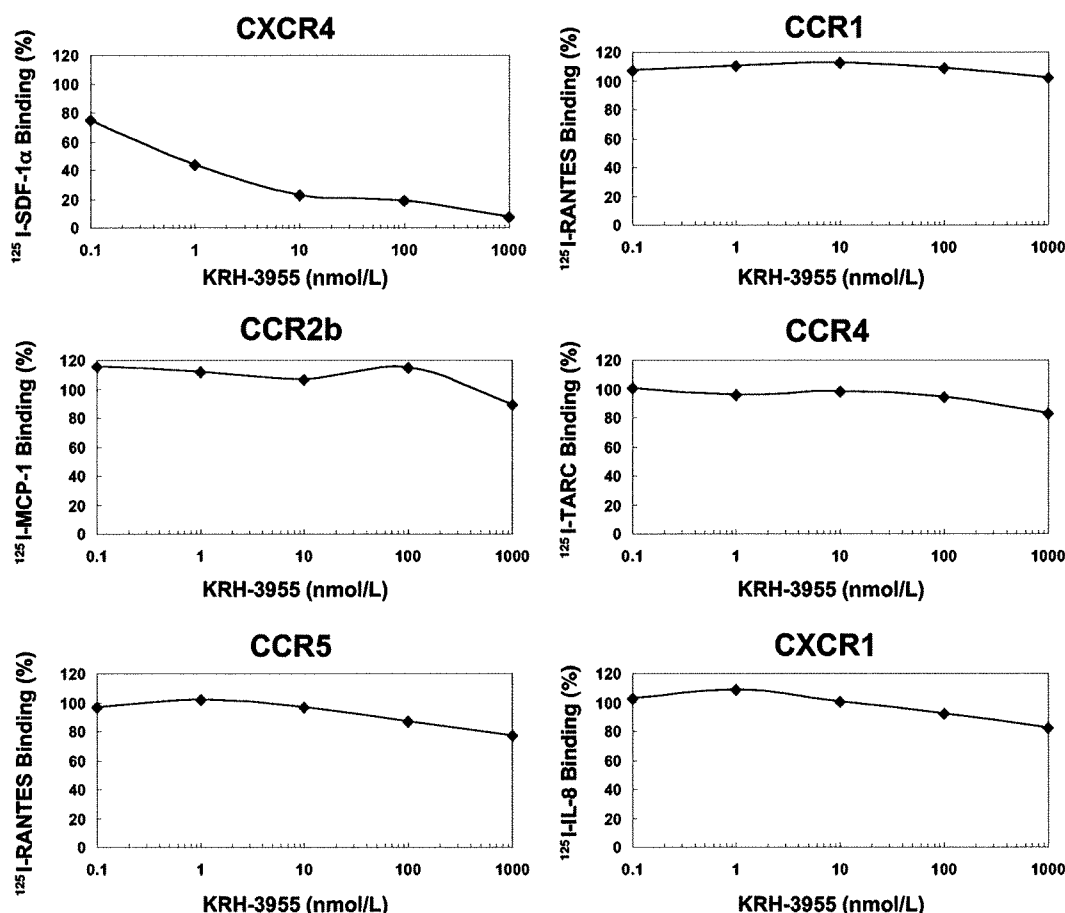 CXCR4
120
100
80
60
40
20
0
¹²⁵I-SDF-1α Binding (%)
0.1 1 10 100 1000
KRH-3955 (nmol/L)
CCR1
120
100
80
60
40
20
0
¹²⁵I-RANTES Binding (%)
0.1 1 10 100 1000
KRH-3955 (nmol/L)
CCR2b
120
100
80
60
40
20
0
¹²⁵I-MCP-1 Binding (%)
0.1 1 10 100 1000
KRH-3955 (nmol/L)
CCR4
120
100
80
60
40
20
0
¹²⁵I-TARC Binding (%)
0.1 1 10 100 1000
KRH-3955 (nmol/L)
CCR5
120
100
80
60
40
20
0
¹²⁵I-RANTES Binding (%)
0.1 1 10 100 1000
KRH-3955 (nmol/L)
CXCR1
120
100
80
60
40
20
0
¹²⁵I-IL-8 Binding (%)
0.1 1 10 100 1000
KRH-3955 (nmol/L)